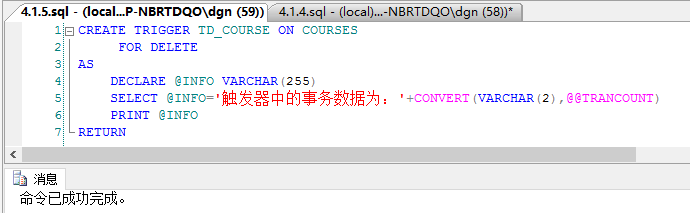 4.1.5.sql - (local...P-NBRTDQO\dgn (59)) 4.1.4.sql - (local)...-NBRTDQO\dgn (58))*
1 CREATE TRIGGER TD_COURSE ON COURSES
2 FOR DELETE
3 AS
4 DECLARE @INFO VARCHAR(255)
5 SELECT @INFO='触发器中的事务数据为：'+CONVERT(VARCHAR(2),@@TRANCOUNT)
6 PRINT @INFO
7 RETURN
消息
命令已成功完成。